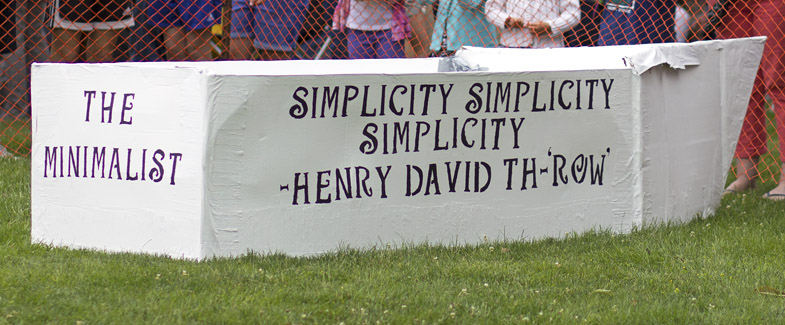 THE
MINIMALIST
SIMPLICITY SIMPLICITY
SIMPLICITY
-HENRY DAVID TH-'ROW'